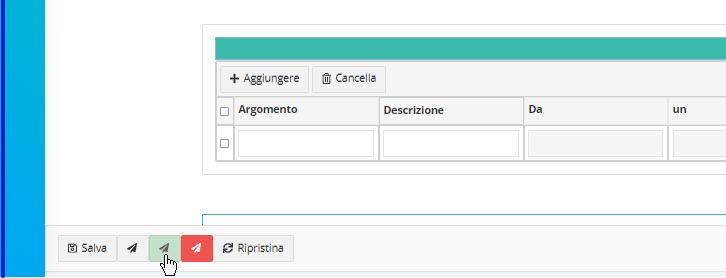 Aggiungere Cancella
Argomento Descrizione Da un
Salva Ripristina